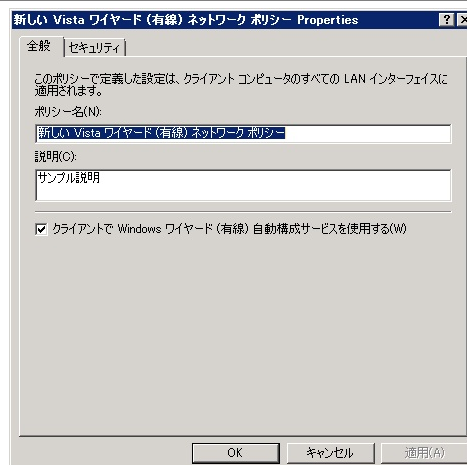 新しい Vista ワイヤード (有線) ネットワーク ポリシー Properties
全般
セキュリティ
このポリシーで定義した設定は、クライアント コンピュータのすべての LAN インターフェイスに
適用されます。
ポリシー名(N):
新しい Vista ワイヤード (有線) ネットワーク ポリシー
説明(C):
サンプル説明
クライアントで Windows ワイヤード (有線) 自動構成サービスを使用する(W)
OK
キャンセル
適用(A)